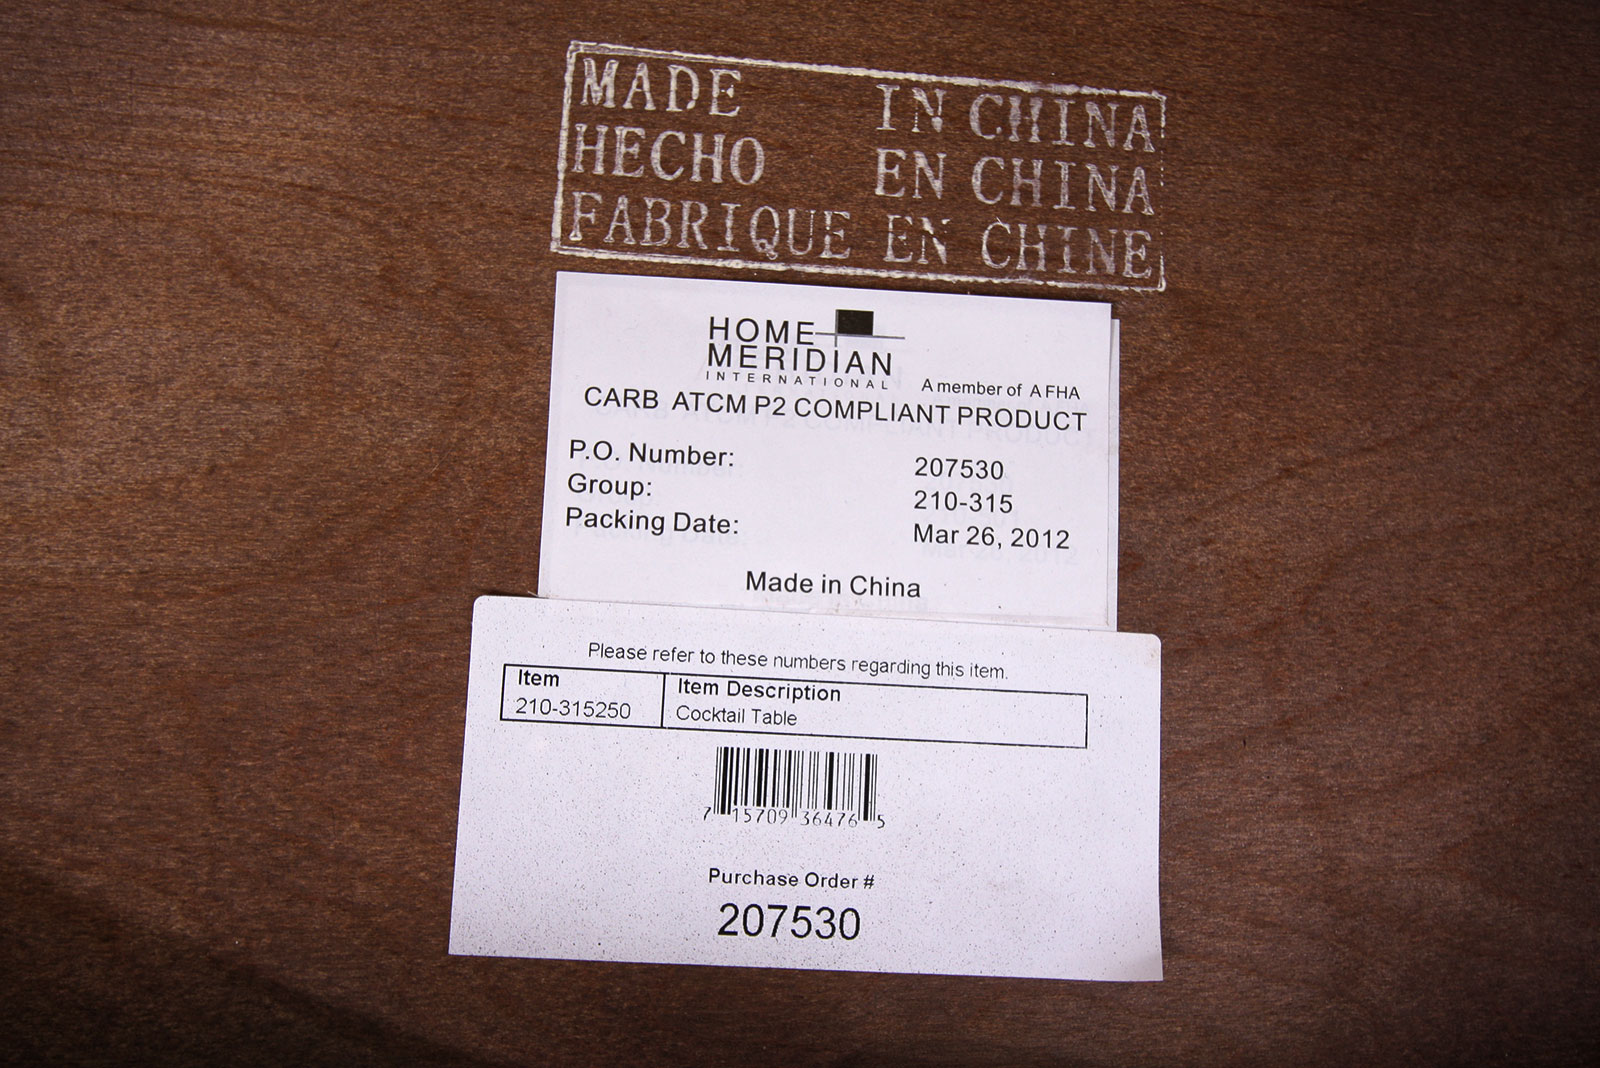 MADE IN CHINA
HECHO EN CHINA
FABRIQUE EN CHINE
HOME
MERIDIAN
INTERNATIONAL
A member of AFHA
CARB ATCM P2 COMPLIANT PRODUCT
P.O. Number: 207530
Group: 210-315
Packing Date: Mar 26, 2012
Made in China
Please refer to these numbers regarding this item.
Item Item Description
210-315250 Cocktail Table
7 15709 36476 5
Purchase Order #
207530